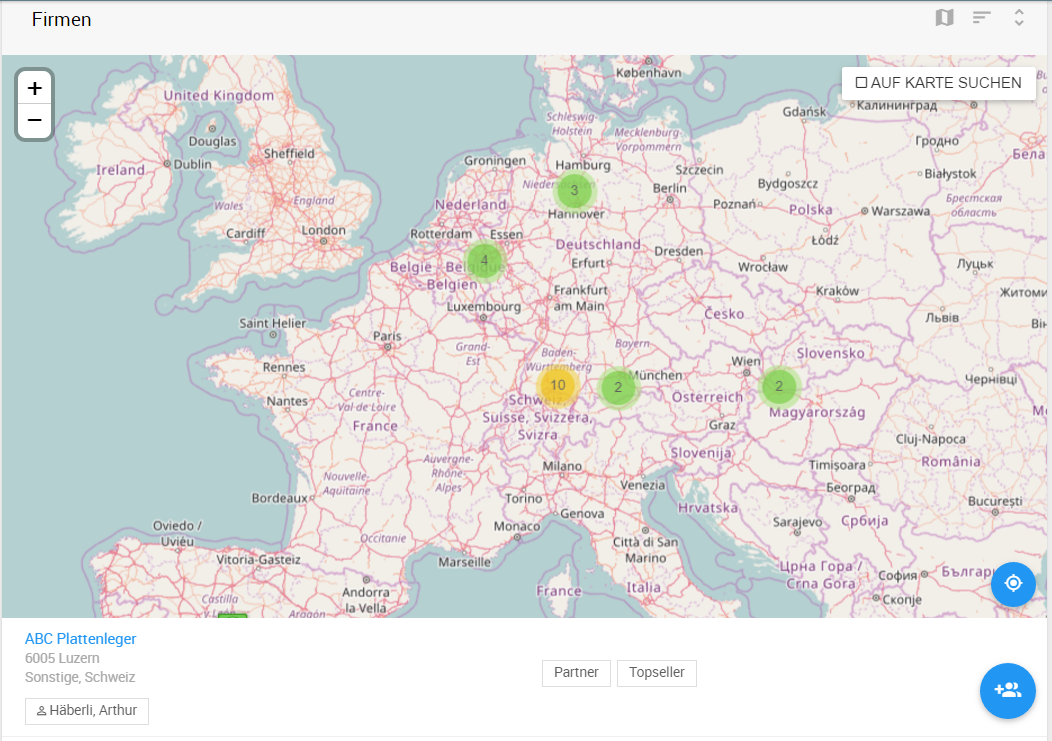 Firmen
+
−
AUF KARTE SUCHEN
København
United Kingdom
Gdańsk
Калининград
Schleswig-
Holstein
Mecklenburg-
Vorpommern
Douglas
Гродно
Sheffield
Groningen
Hamburg
Szczecin
Ireland
Dublin
Białystok
Berlin
Bydgoszcz
3
Wales
England
Nederland
Poznań
Polska
Warszawa
Брестская
область
Hannover
Cardiff
London
Rotterdam
Essen
Deutschland
Łódź
Dresden
4
Erfurt
Wrocław
Луцьк
België - Belgique
- Belgien
Frankfurt
am Main
Kraków
Luxembourg
Česko
Львів
Saint Helier
Paris
Grand-
Est
Baden-
Württemberg
Bayern
Slovensko
Wien
Rennes
München
Чернівці
10
2
2
Centre-
Val-de-Loire
Nantes
Schweiz,
Suisse, Svizzera,
Svizra
Österreich
Magyarország
France
Graz
Cluj-Napoca
Slovenija
Auvergne-
Rhône-
Alpes
Milano
Timișoara
România
Nouvelle-
Aquitaine
Venezia
Београд
Bordeaux
Torino
Genova
Hrvatska
București
Oviedo /
Uviéu
Monaco
Sarajevo
Србија
Occitanie
Città di San
Marino
Vitoria-Gasteiz
Marseille
Црна Гора /
Crna Gora
София
Andorra
la Vella
France
Italia
Скопје
Castilla
Aragón
ABC Plattenleger
6005 Luzern
Sonstige, Schweiz
Partner
Topseller
Häberli, Arthur